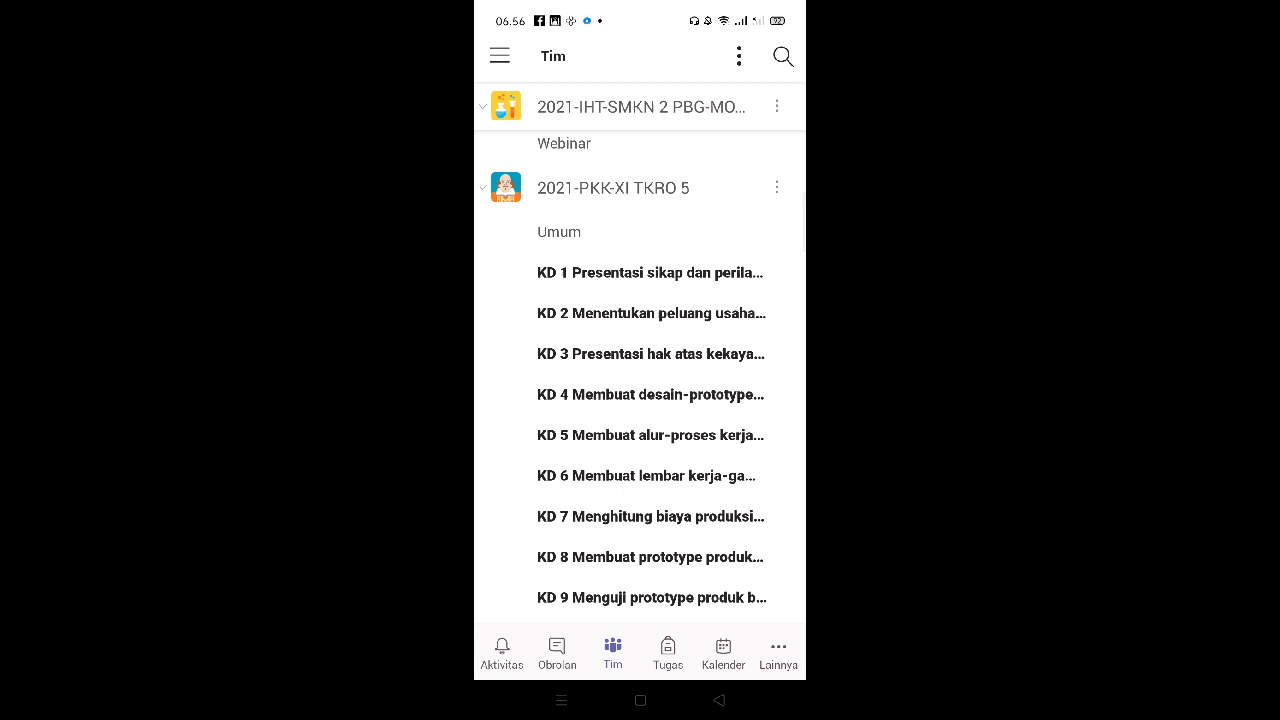 06.56
72
Tim
2021-IHT-SMKN 2 PBG-MO...
Webinar
2021-PKK-XI TKRO 5
Umum
KD 1 Presentasi sikap dan perila...
KD 2 Menentukan peluang usaha...
KD 3 Presentasi hak atas kekaya...
KD 4 Membuat desain-prototype...
KD 5 Membuat alur-proses kerja...
KD 6 Membuat lembar kerja-ga...
KD 7 Menghitung biaya produksi...
KD 8 Membuat prototype produk...
KD 9 Menguji prototype produk b...
Aktivitas Obrolan Tim Tugas Kalender Lainnya